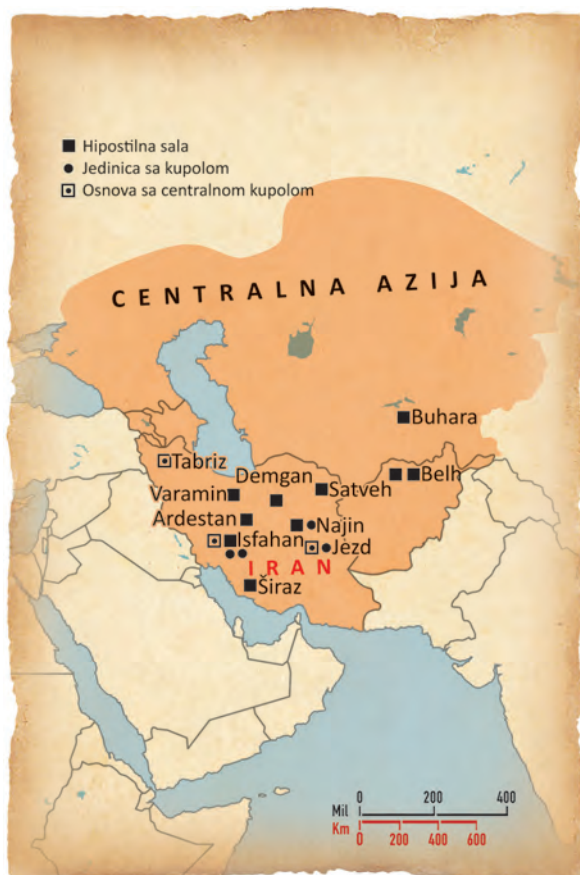 Hipostilna sala
Jedinica sa kupolom
Osnova sa centralnom kupolom
CENTRALNA AZIJA
Buhara
Tabriz
Demgan
Belh
Varamin
Satveh
Ardestan
Najin
Isfahan
Jezd
IRAN
Širaz
Mil 0 200 400
Km 0 200 400 600